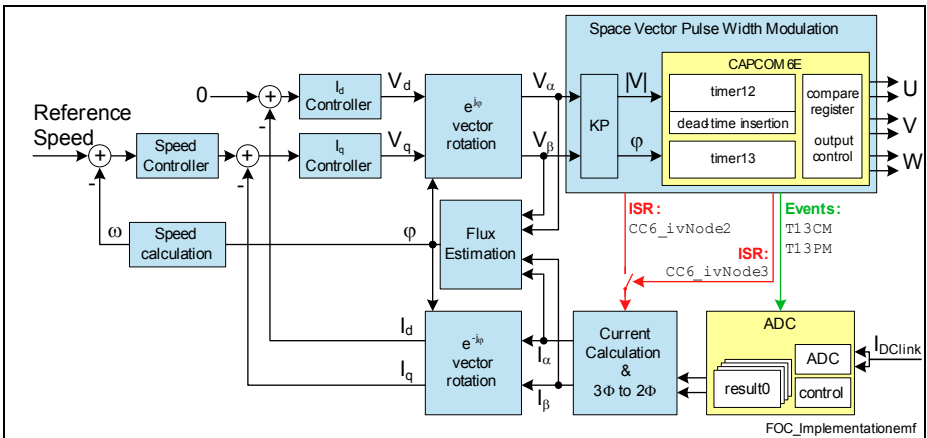 Space Vector Pulse Width Modulation
CAPCOM6E
timer12
dead-time insertion
timer13
compare
register
output
control
KP
|V|
φ
U
V
W
0
Reference
Speed
-
-
-
Speed
Controller
Id
Controller
Iq
Controller
Vd
Vq
e^jφ
vector
rotation
Vα
Vβ
ω
Speed
calculation
φ
Flux
Estimation
ISR:
CC6_ivNode2
ISR:
CC6_ivNode3
Events:
T13CM
T13PM
Id
Iq
e^-jφ
vector
rotation
Iα
Iβ
Current
Calculation
&
3Φ to 2Φ
ADC
result0
ADC
control
IDClink
FOC_Implementationemf